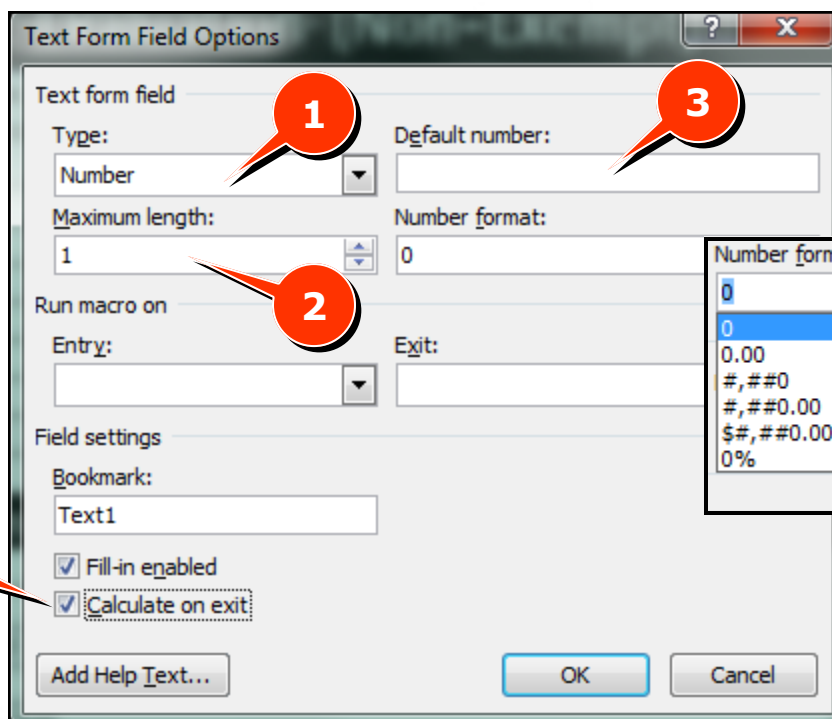 Text Form Field Options
?
X
Text form field
1
3
Type:
Default number:
Number
Maximum length:
Number format:
1
0
2
Number form
0
0
0.00
#,##0
#,##0.00
$#,##0.00
0%
Run macro on
Entry:
Exit:
Field settings
Bookmark:
Text1
Fill-in enabled
Calculate on exit
Add Help Text...
OK
Cancel